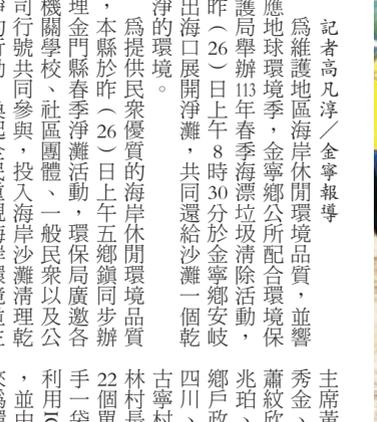 記者高凡淳／金寧報導
為維護地區海岸休閒環境品質，並響
應地球環境季，金寧鄉公所配合環境保
護局舉辦113年春季海漂垃圾清除活動，
昨（26）日上午8時30分於金寧鄉安岐
出海口展開淨灘，共同還給沙灘一個乾
淨的環境。
為提供民眾優質的海岸休閒環境品質
，本縣於昨（26）日上午五鄉鎮同步辦
理金門縣春季淨灘活動，環保局廣邀各
機關學校、社區團體、一般民眾以及公
司行號共同參與，投入海岸沙灘清理乾
主席黃
秀金、
蕭紋欣
兆珀、
鄉戶政
四川、
古寧村
林村長
22個單
手一袋
利用
，並由